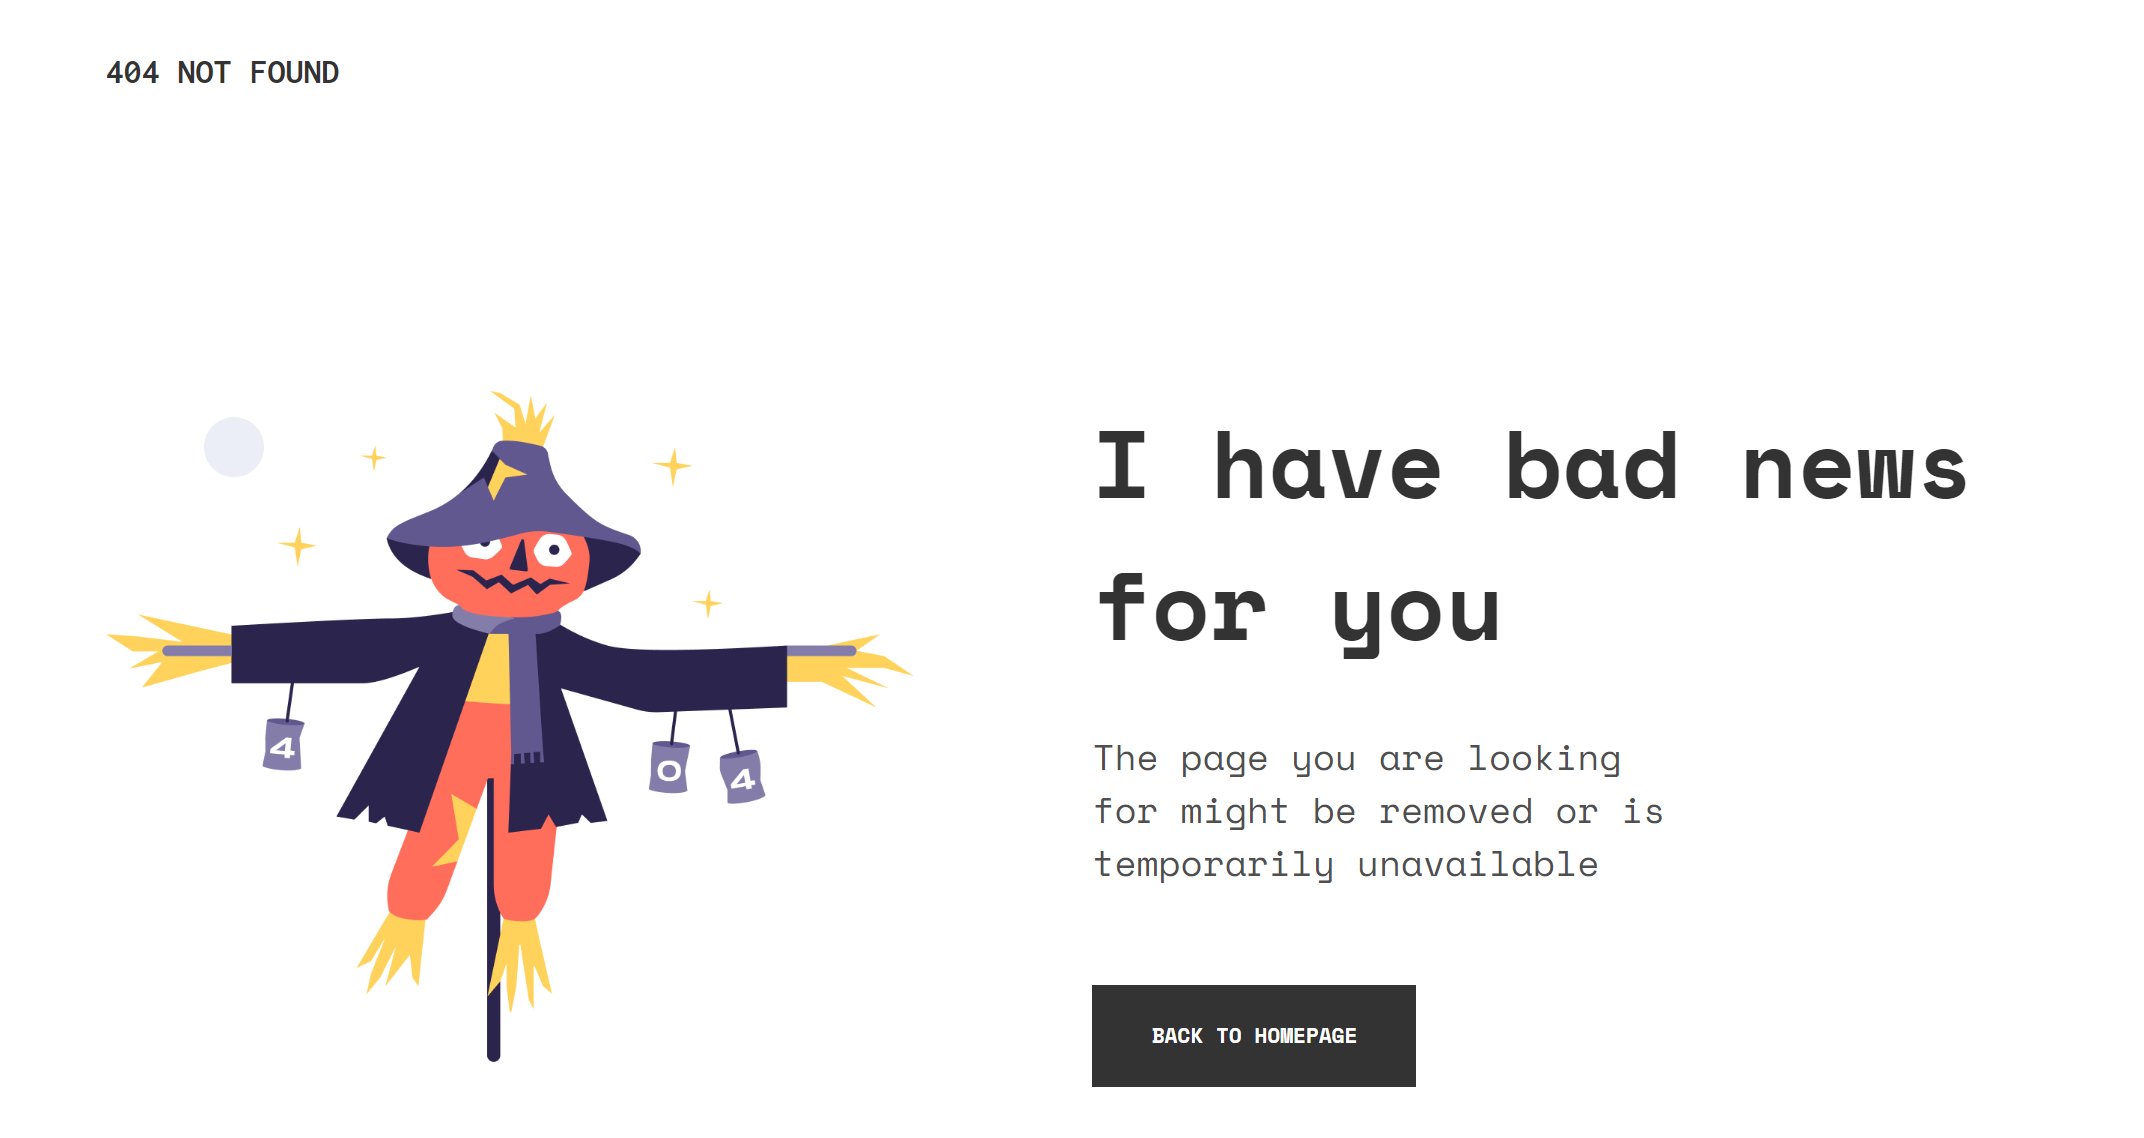 404 NOT FOUND
4
0
4
I have bad news
for you
The page you are looking
for might be removed or is
temporarily unavailable
BACK TO HOMEPAGE